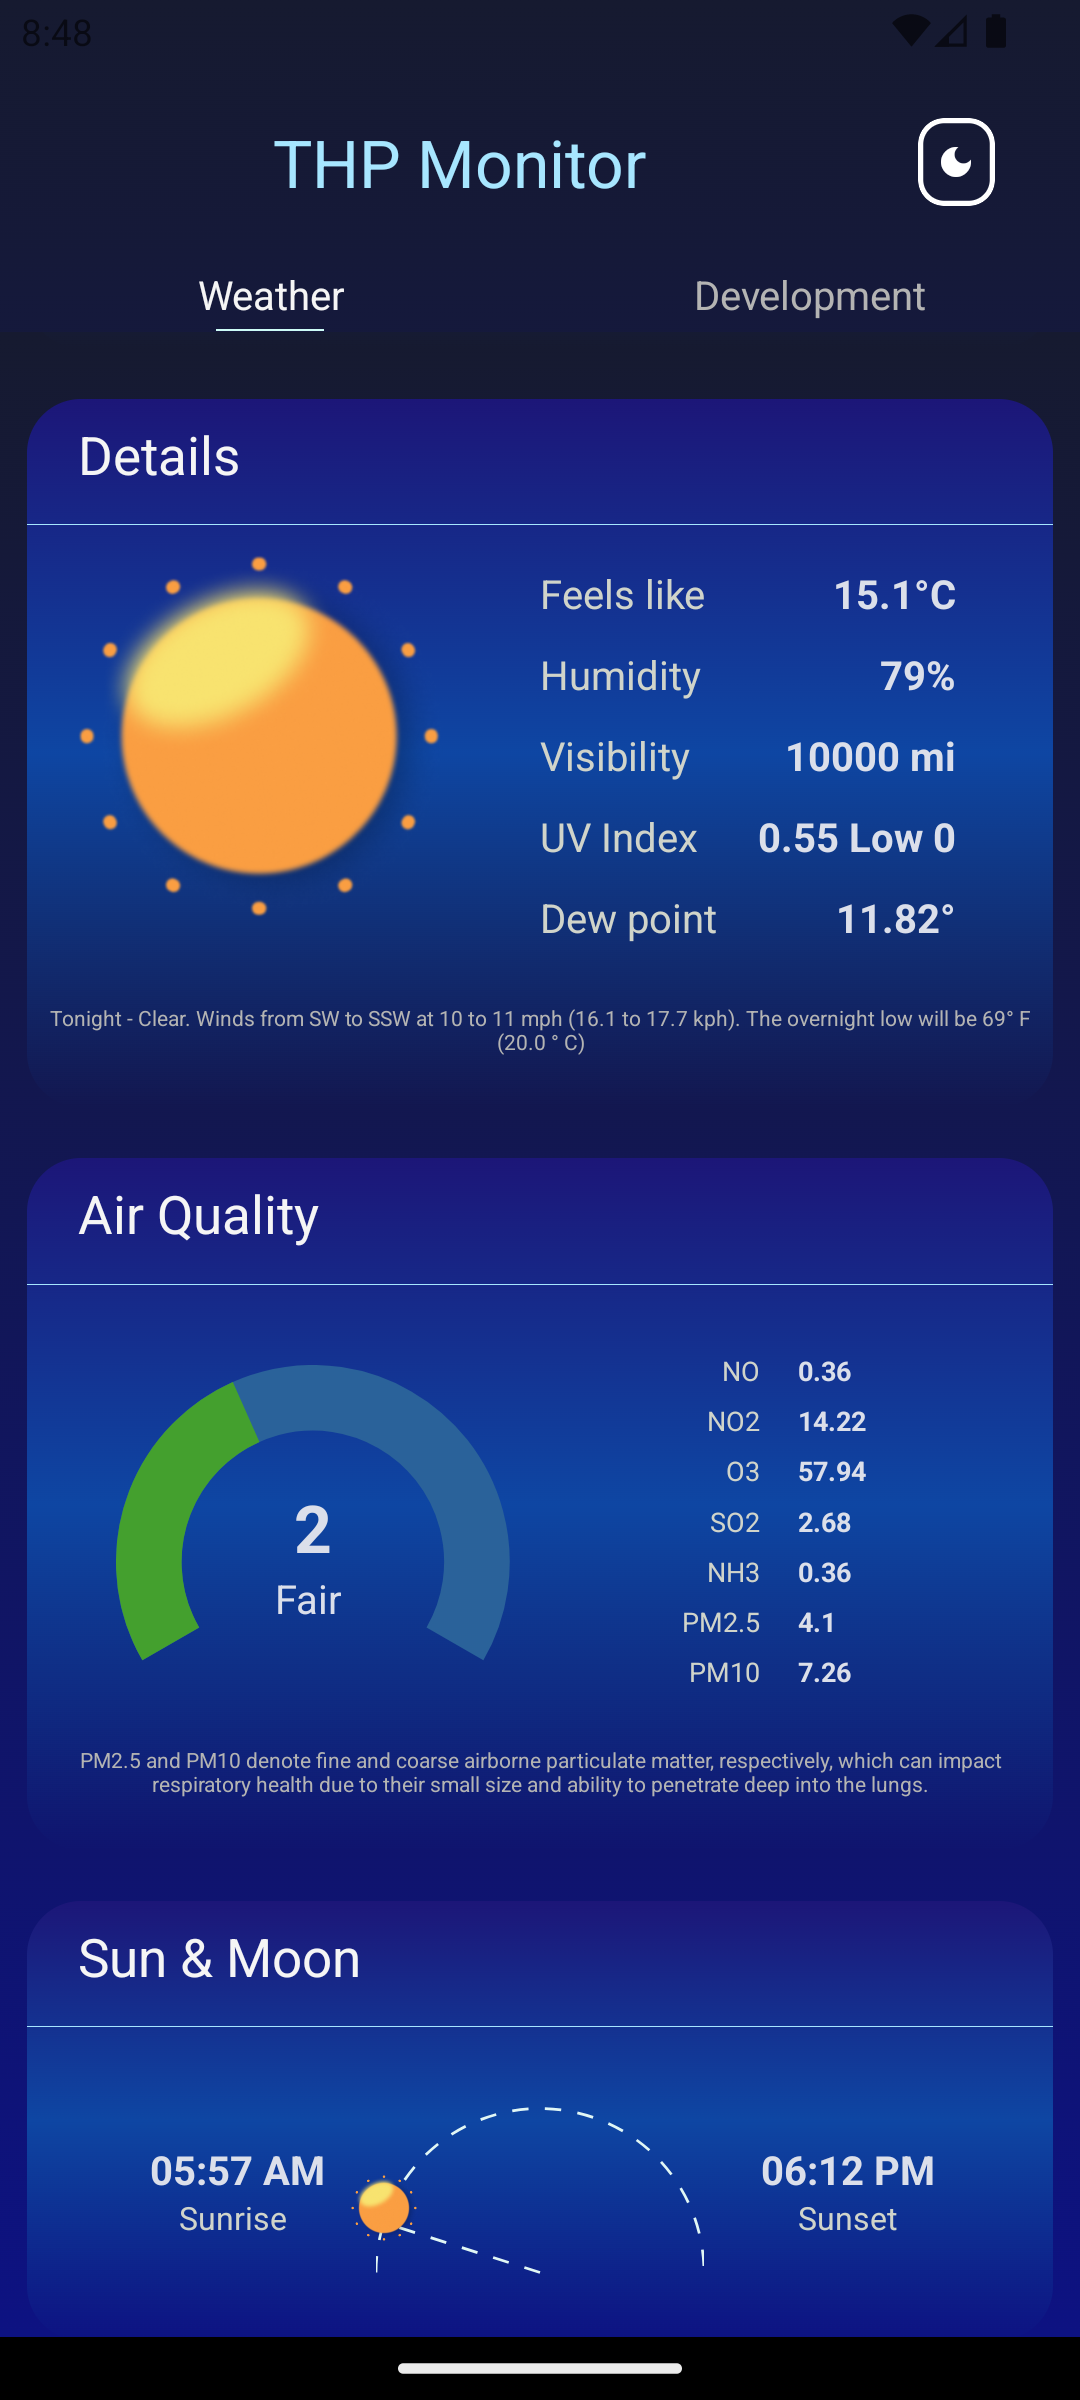 8:48
THP Monitor
Weather
Development
Details
Feels like 15.1°C
Humidity 79%
Visibility 10000 mi
UV Index 0.55 Low 0
Dew point 11.82°
Tonight - Clear. Winds from SW to SSW at 10 to 11 mph (16.1 to 17.7 kph). The overnight low will be 69° F
(20.0 ° C)
Air Quality
2
Fair
NO 0.36
NO2 14.22
O3 57.94
SO2 2.68
NH3 0.36
PM2.5 4.1
PM10 7.26
PM2.5 and PM10 denote fine and coarse airborne particulate matter, respectively, which can impact
respiratory health due to their small size and ability to penetrate deep into the lungs.
Sun & Moon
05:57 AM
Sunrise
06:12 PM
Sunset